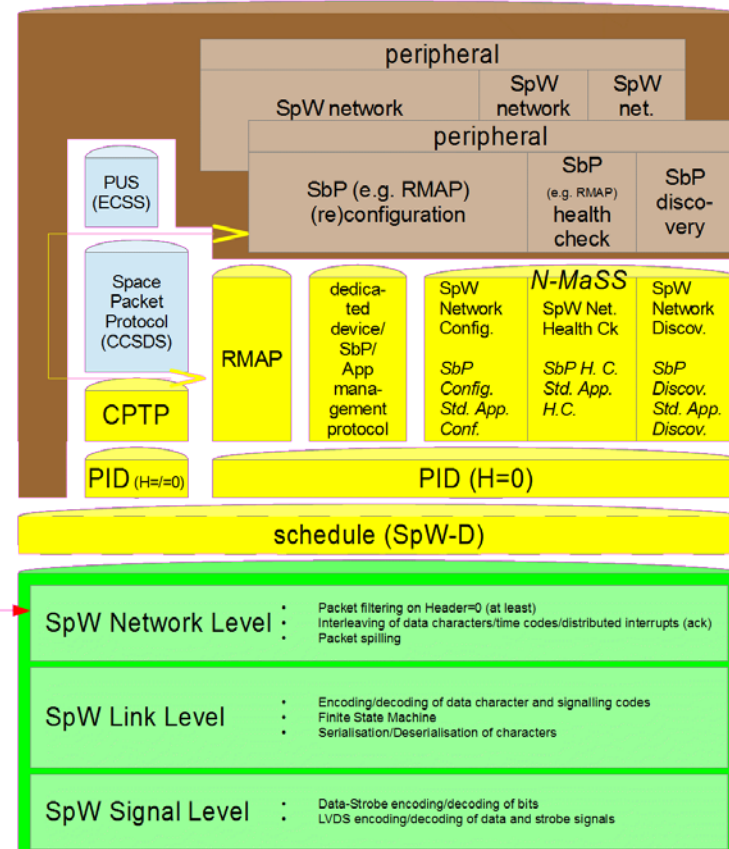 peripheral
SpW network
SpW
network
SpW
net.
peripheral
SbP (e.g. RMAP)
(re)configuration
SbP
(e.g. RMAP)
health
check
SbP
disco-
very
PUS
(ECSS)
Space
Packet
Protocol
(CCSDS)
CPTP
RMAP
dedica-
ted
device/
SbP/
App
mana-
gement
protocol
N-MaSS
SpW
Network
Config.
SbP
Config.
Std. App.
Conf.
SpW Net.
Health Ck
SbP H. C.
Std. App.
H.C.
SpW
Network
Discov.
SbP
Discov.
Std. App.
Discov.
PID (H=/=0)
PID (H=0)
schedule (SpW-D)
SpW Network Level
• Packet filtering on Header=0 (at least)
• Interleaving of data characters/time codes/distributed interrupts (ack)
• Packet spilling
SpW Link Level
• Encoding/decoding of data character and signalling codes
• Finite State Machine
• Serialisation/Deserialisation of characters
SpW Signal Level
• Data-Strobe encoding/decoding of bits
• LVDS encoding/decoding of data and strobe signals